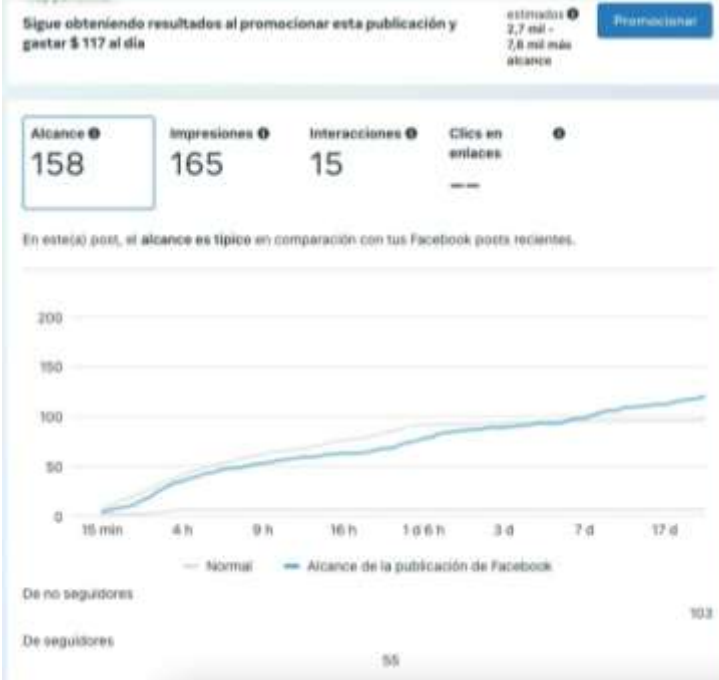 Sigue obteniendo resultados al promocionar esta publicación y
gastar $ 117 al día
estimados
2,7 mil -
7,8 mil más
alcance
Promocionar
Alcance
158
Impresiones
165
Interacciones
15
Clics en
enlaces
--
En este(a) post, el alcance es típico en comparación con tus Facebook posts recientes.
200
150
100
50
0
15 min 4 h 9 h 16 h 1 d 6 h 3 d 7 d 17 d
Normal Alcance de la publicación de Facebook
De no seguidores
103
De seguidores
55